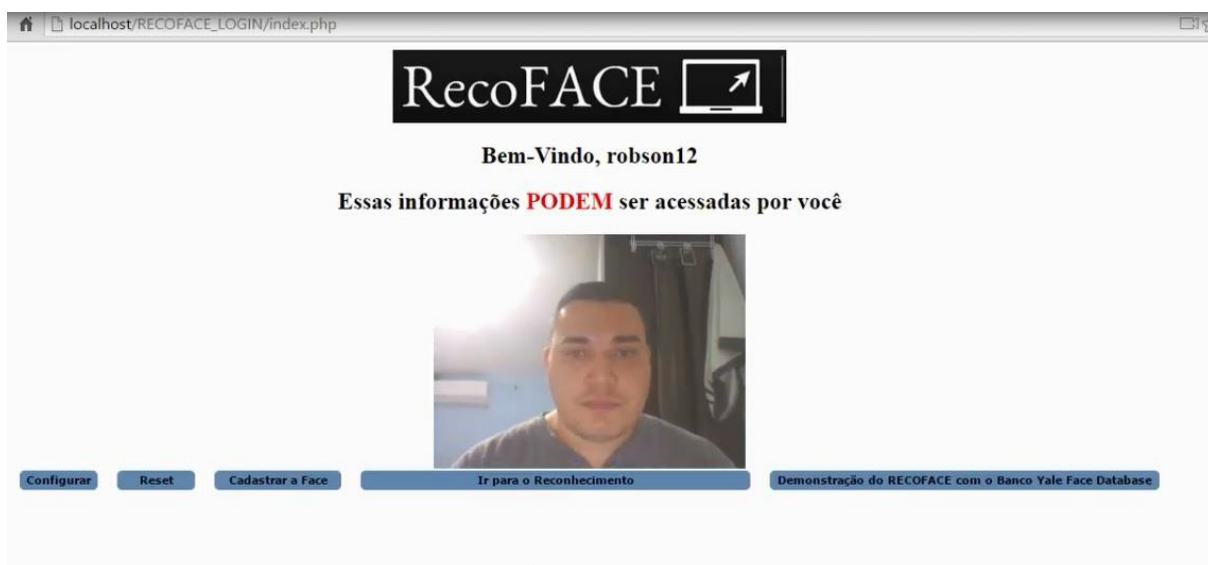 localhost/RECOFACE_LOGIN/index.php
RecoFACE
Bem-Vindo, robson12
Essas informações PODEM ser acessadas por você
Configurar Reset Cadastrar a Face Ir para o Reconhecimento Demonstração do RECOFACE com o Banco Yale Face Database